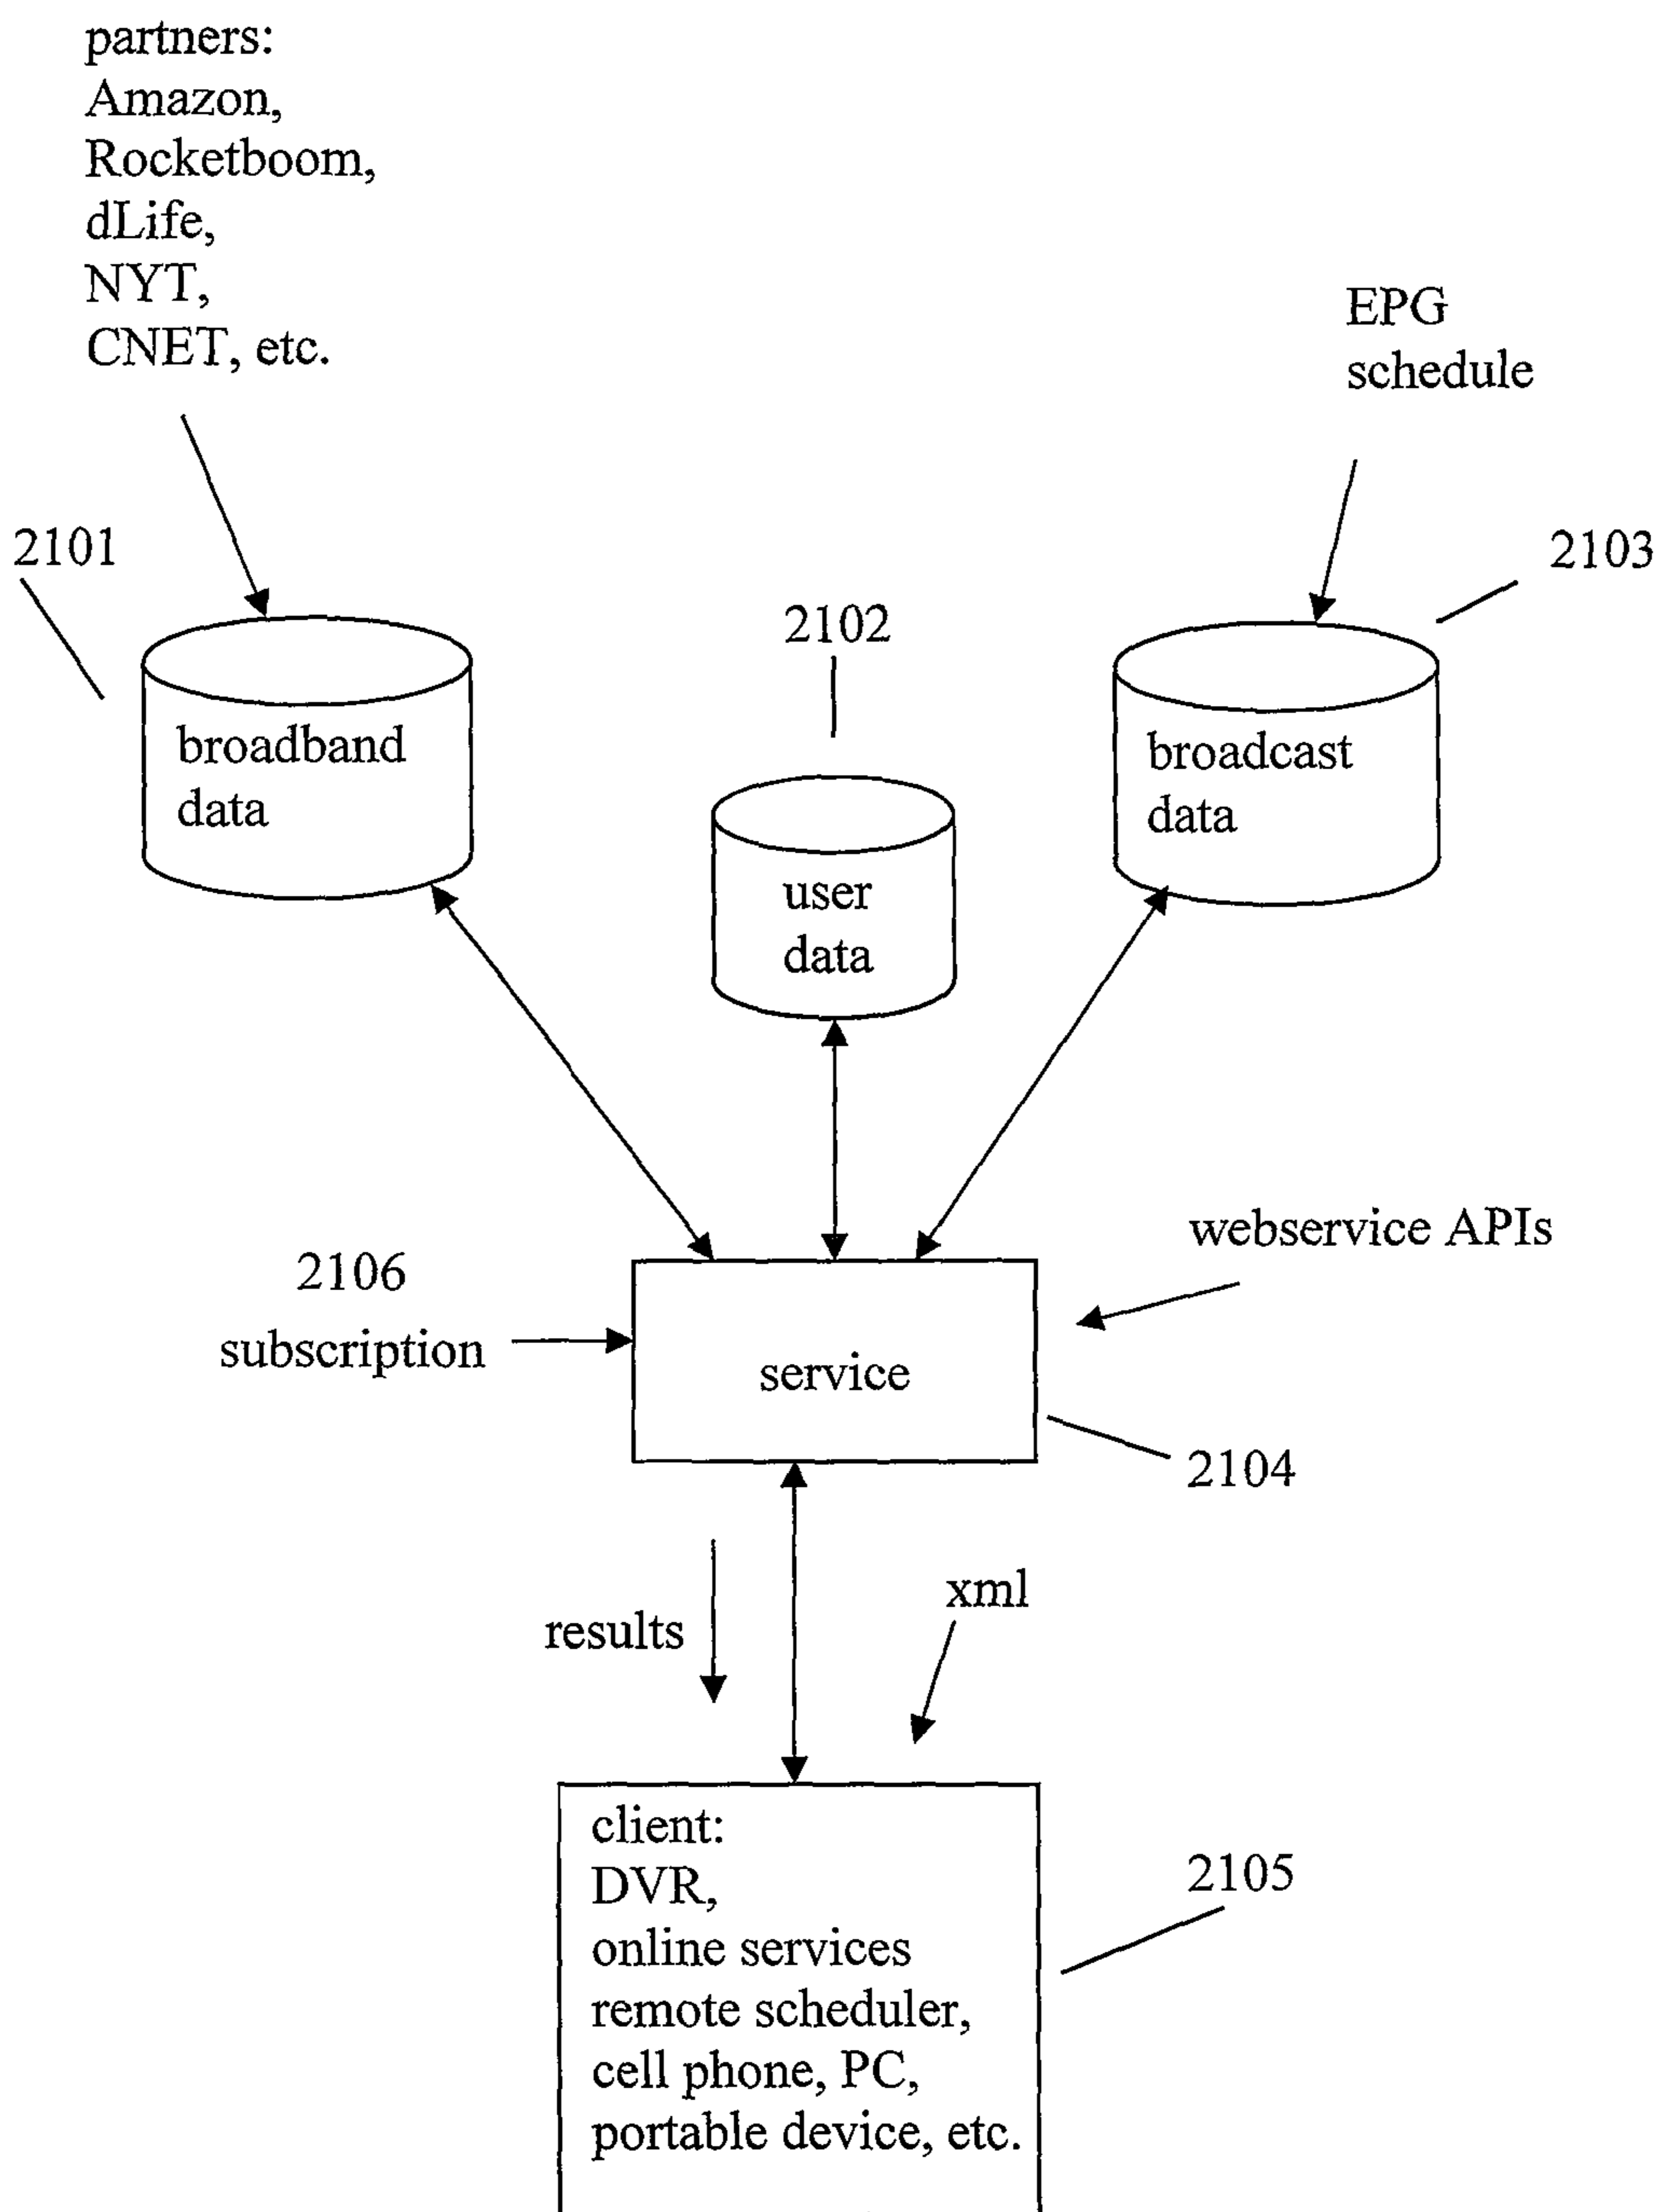 partners:
Amazon,
Rocketboom,
dLife,
NYT,
CNET, etc.
EPG
schedule
2101
2103
2102
broadband
data
broadcast
data
user
data
webservice APIs
2106
subscription
service
2104
xml
results
client:
DVR,
online services
remote scheduler,
cell phone, PC,
portable device, etc.
2105